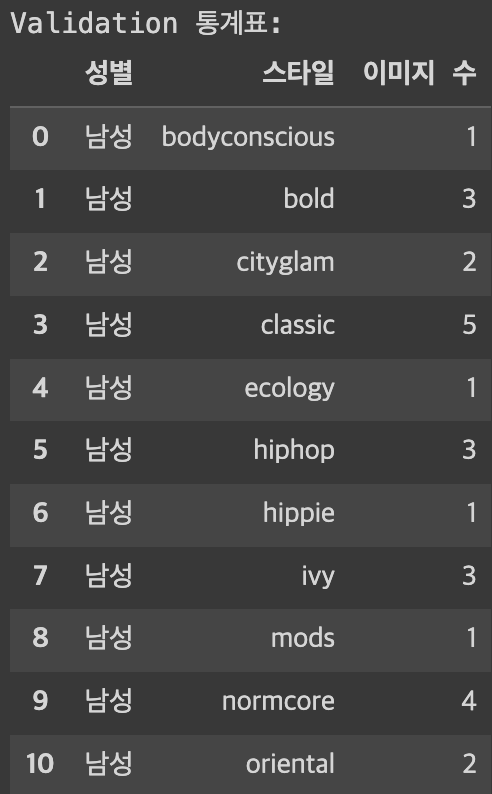 Validation 통계표:
성별 스타일 이미지 수
0 남성 bodyconscious 1
1 남성 bold 3
2 남성 cityglam 2
3 남성 classic 5
4 남성 ecology 1
5 남성 hiphop 3
6 남성 hippie 1
7 남성 ivy 3
8 남성 mods 1
9 남성 normcore 4
10 남성 oriental 2